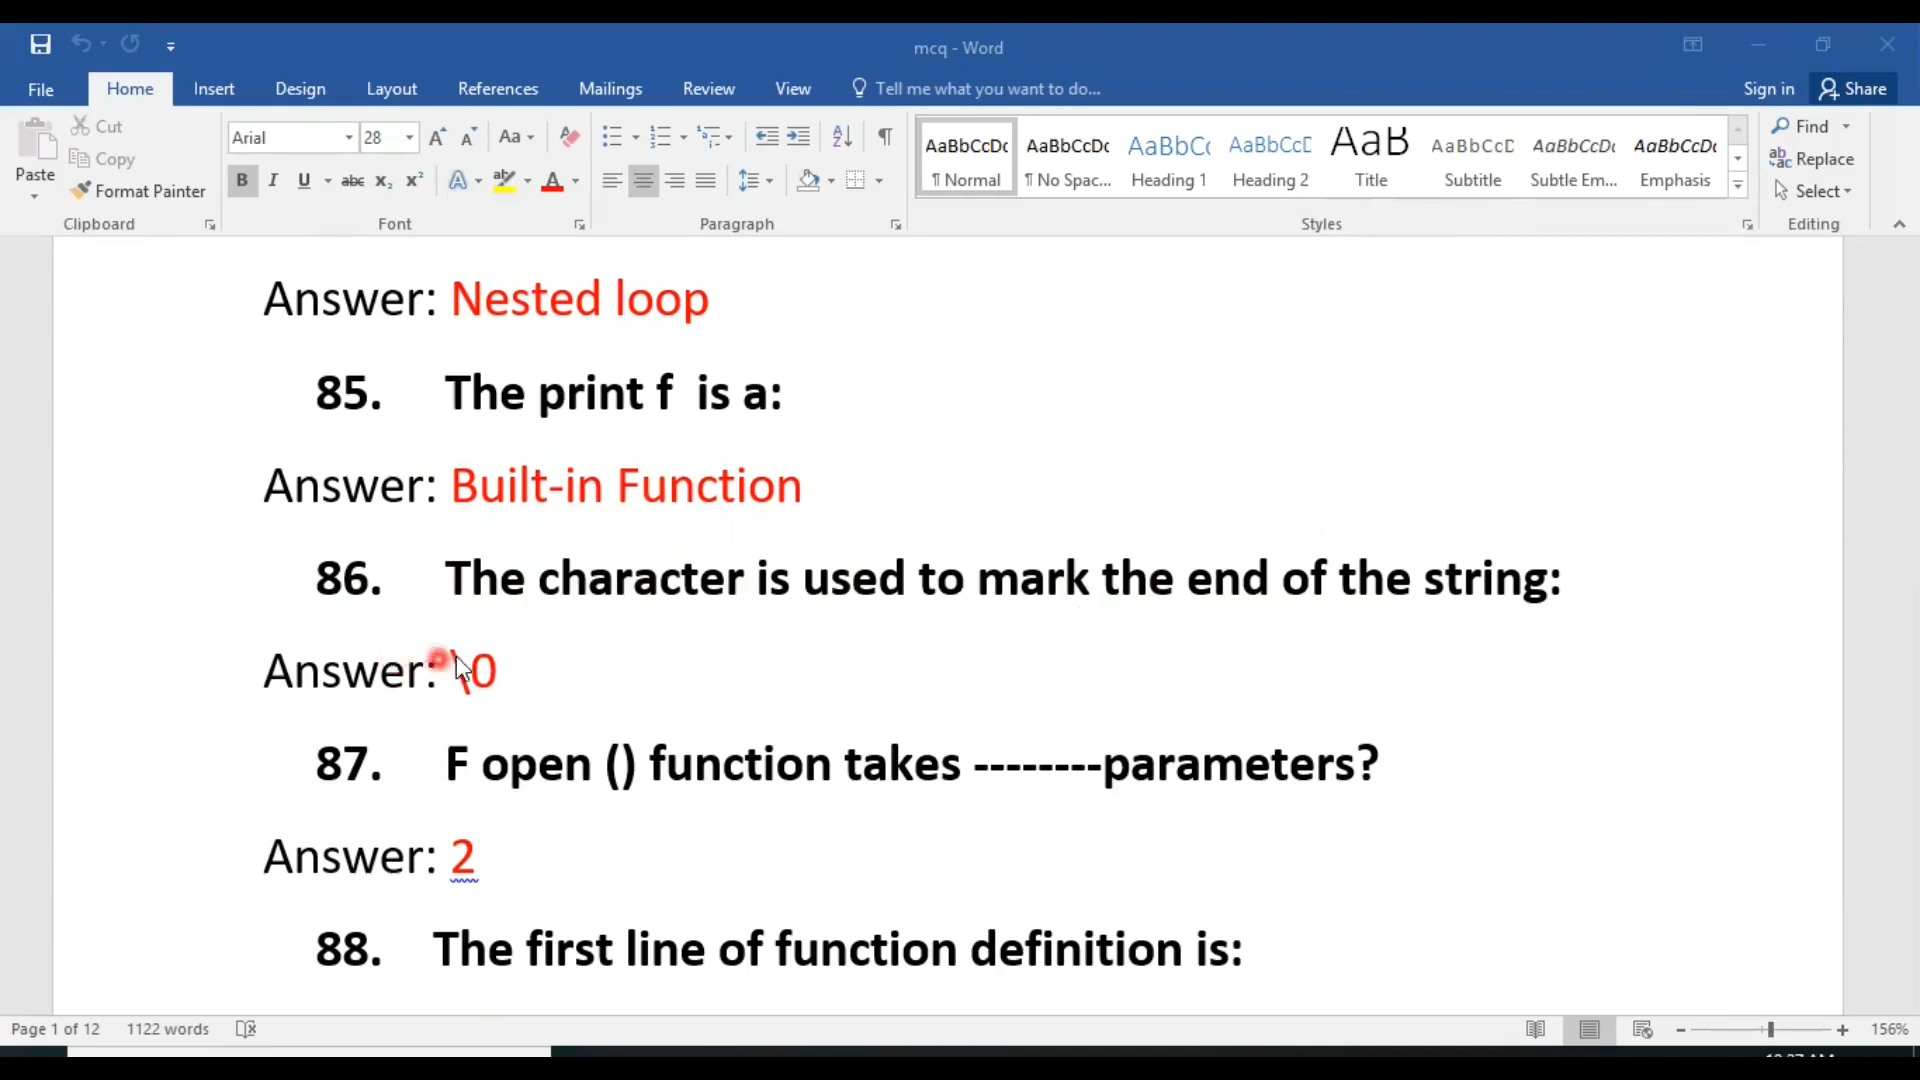 mcq - Word
File Home Insert Design Layout References Mailings Review View Tell me what you want to do... Sign in Share
Paste
Cut
Copy
Format Painter
Clipboard
Arial 28
Font
Paragraph
AaBbCcDc AaBbCcDc AaBbC AaBbCcD AaB AaBbCcD AaBbCcDc AaBbCcDc
¶ Normal ¶ No Spac... Heading 1 Heading 2 Title Subtitle Subtle Em... Emphasis
Styles
Find
Replace
Select
Editing
Answer: Nested loop
85. The print f is a:
Answer: Built-in Function
86. The character is used to mark the end of the string:
Answer: \0
87. F open () function takes --------parameters?
Answer: 2
88. The first line of function definition is:
Page 1 of 12 1122 words 156%